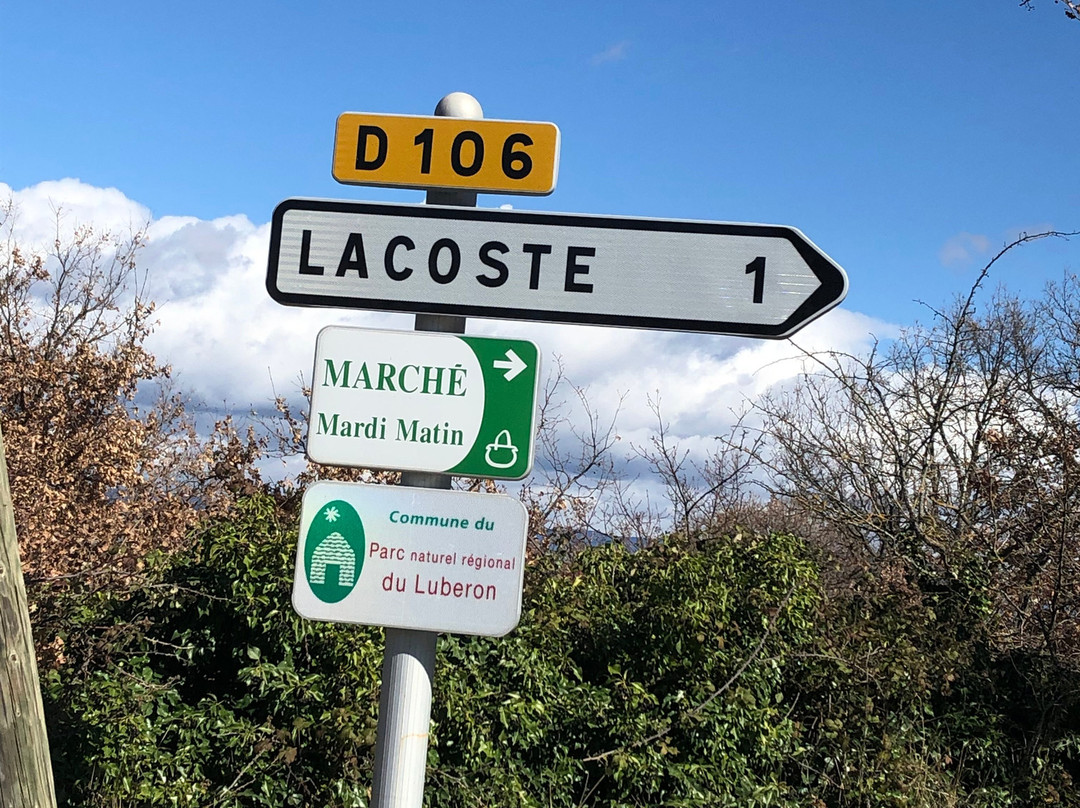 D 106
LACOSTE 1
MARCHÉ
Mardi Matin
Commune du
Parc naturel régional
du Luberon